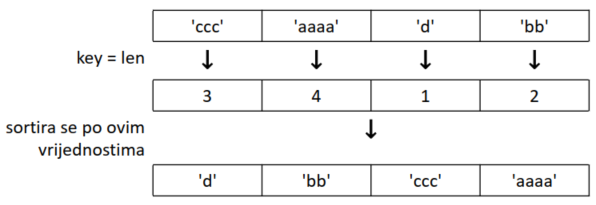 'ccc' 'aaaa' 'd' 'bb'
key = len
3 4 1 2
sortira se po ovim
vrijednostima
'd' 'bb' 'ccc' 'aaaa'